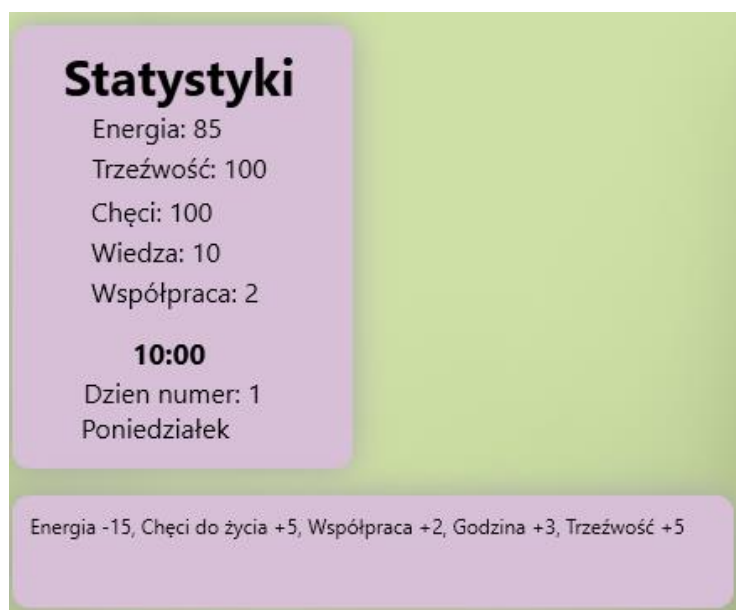 Statystyki
Energia: 85
Trzeźwość: 100
Chęci: 100
Wiedza: 10
Współpraca: 2
10:00
Dzien numer: 1
Poniedziałek
Energia -15, Chęci do życia +5, Współpraca +2, Godzina +3, Trzeźwość +5